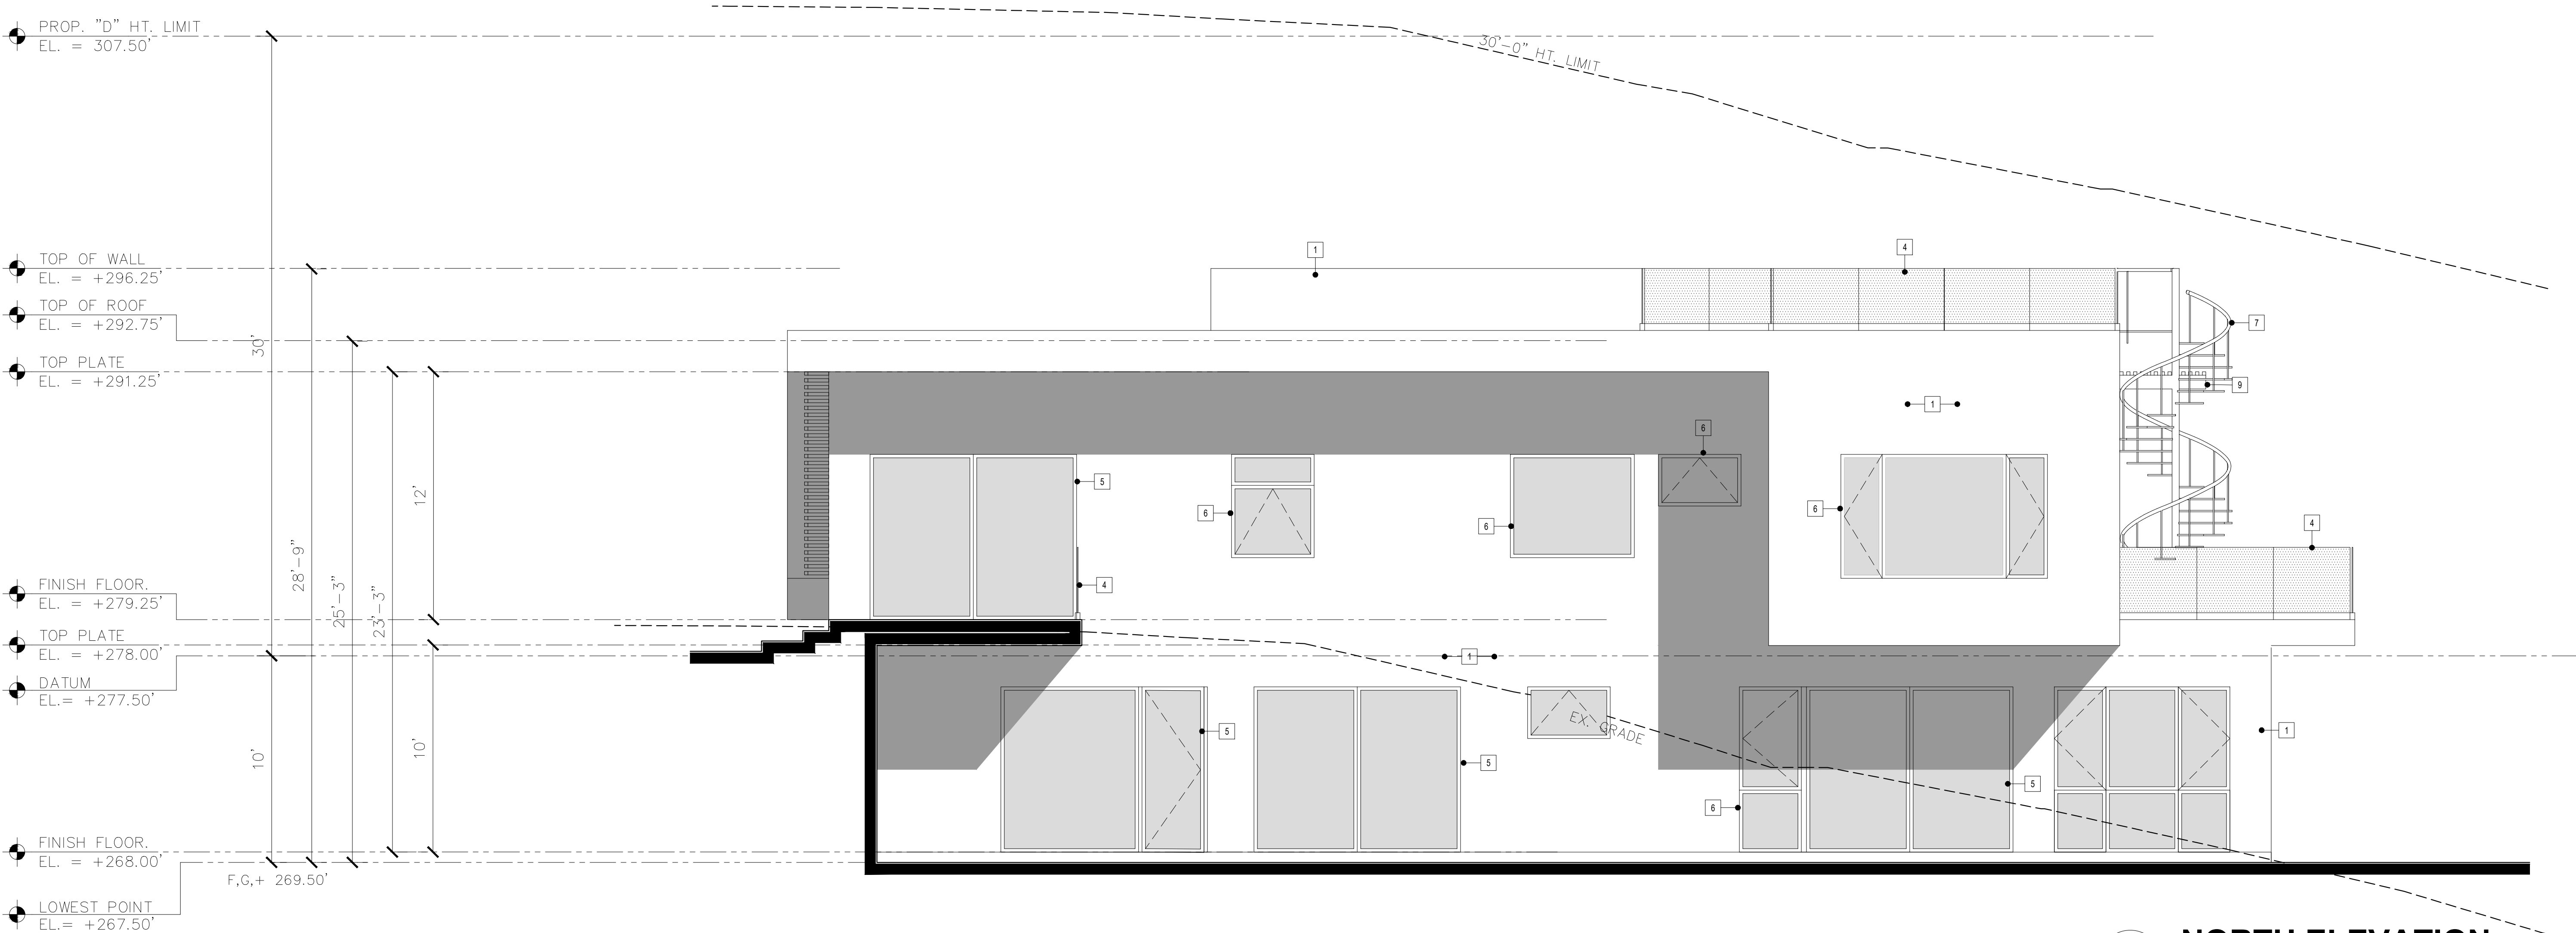 PROP. "D" HT. LIMIT
EL. = 307.50'
30'-0" HT. LIMIT
TOP OF WALL
EL. = +296.25'
TOP OF ROOF
EL. = +292.75'
TOP PLATE
EL. = +291.25'
FINISH FLOOR.
EL. = +279.25'
TOP PLATE
EL. = +278.00'
DATUM
EL.= +277.50'
FINISH FLOOR.
EL. = +268.00'
F,G,+ 269.50'
LOWEST POINT
EL.= +267.50'
30'
10'
28'-9"
25'-3"
23'-3"
12'
10'
1
4
7
9
1
6
5
6
6
6
4
4
1
EX. GRADE
5
5
6
5
1
NORTH ELEVATION